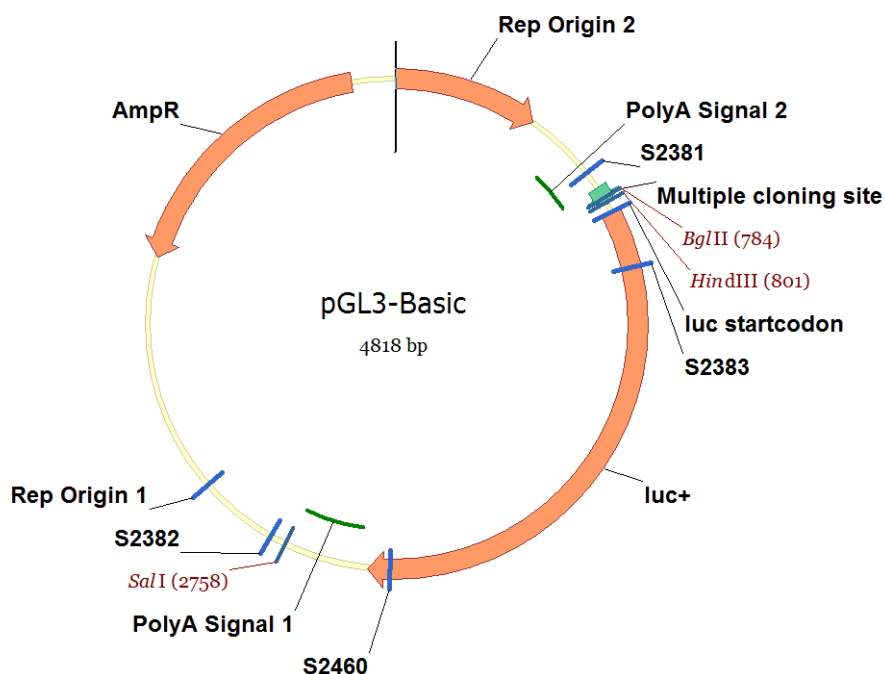 Rep Origin 2
AmpR
PolyA Signal 2
S2381
Multiple cloning site
BglII (784)
HindIII (801)
pGL3-Basic
4818 bp
luc startcodon
S2383
luc+
Rep Origin 1
S2382
SalI (2758)
PolyA Signal 1
S2460